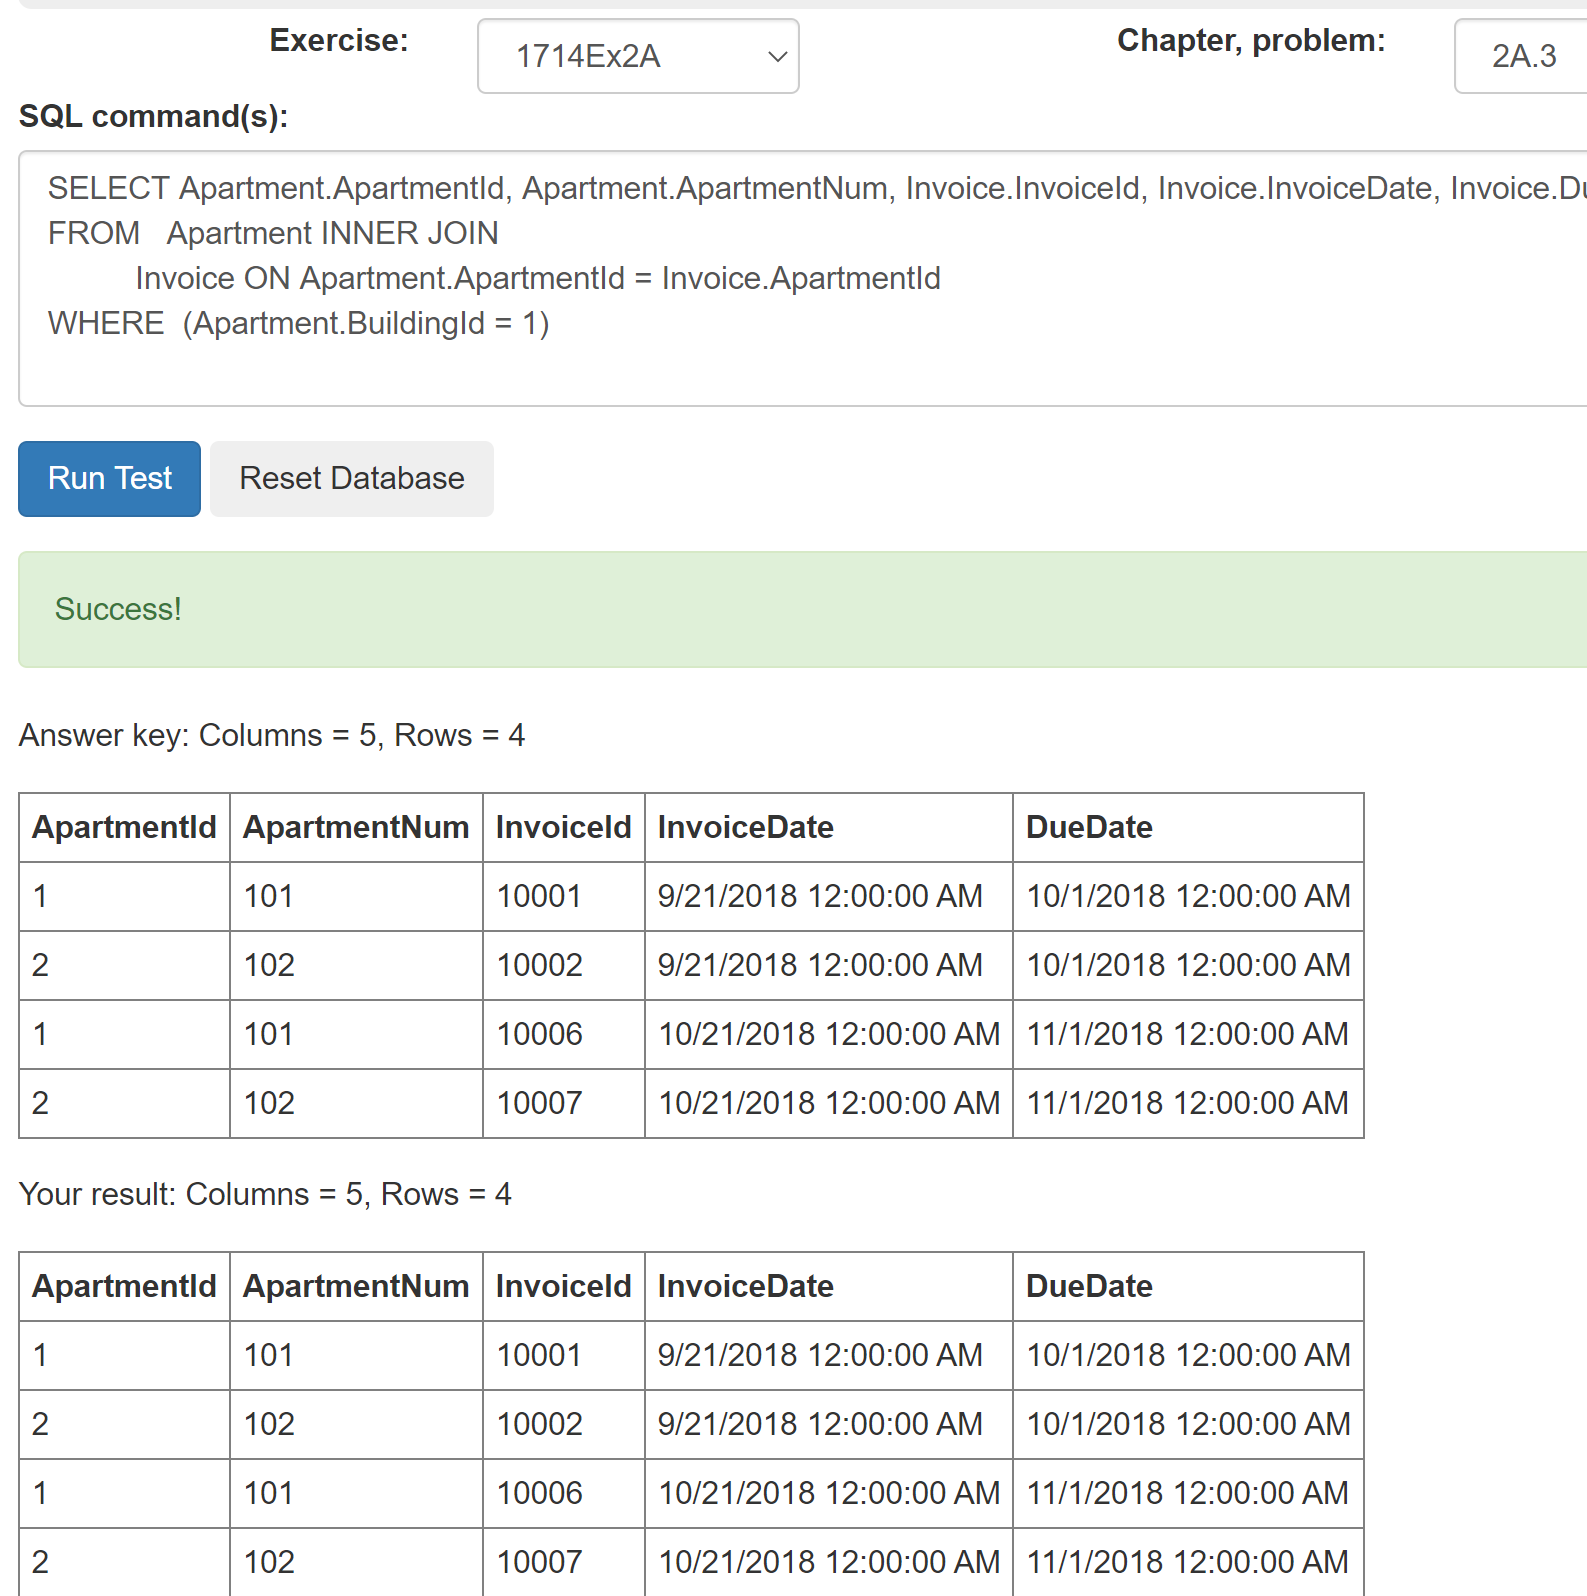 Exercise: 1714Ex2A Chapter, problem: 2A.3
SQL command(s):
SELECT Apartment.ApartmentId, Apartment.ApartmentNum, Invoice.InvoiceId, Invoice.InvoiceDate,
FROM Apartment INNER JOIN
Invoice ON Apartment.ApartmentId = Invoice.ApartmentId
WHERE (Apartment.BuildingId = 1)
Run Test Reset Database
Success!
Answer key: Columns = 5, Rows = 4
ApartmentId ApartmentNum InvoiceId InvoiceDate DueDate
1 101 10001 9/21/2018 12:00:00 AM 10/1/2018 12:00:00 AM
2 102 10002 9/21/2018 12:00:00 AM 10/1/2018 12:00:00 AM
1 101 10006 10/21/2018 12:00:00 AM 11/1/2018 12:00:00 AM
2 102 10007 10/21/2018 12:00:00 AM 11/1/2018 12:00:00 AM
Your result: Columns = 5, Rows = 4
ApartmentId ApartmentNum InvoiceId InvoiceDate DueDate
1 101 10001 9/21/2018 12:00:00 AM 10/1/2018 12:00:00 AM
2 102 10002 9/21/2018 12:00:00 AM 10/1/2018 12:00:00 AM
1 101 10006 10/21/2018 12:00:00 AM 11/1/2018 12:00:00 AM
2 102 10007 10/21/2018 12:00:00 AM 11/1/2018 12:00:00 AM